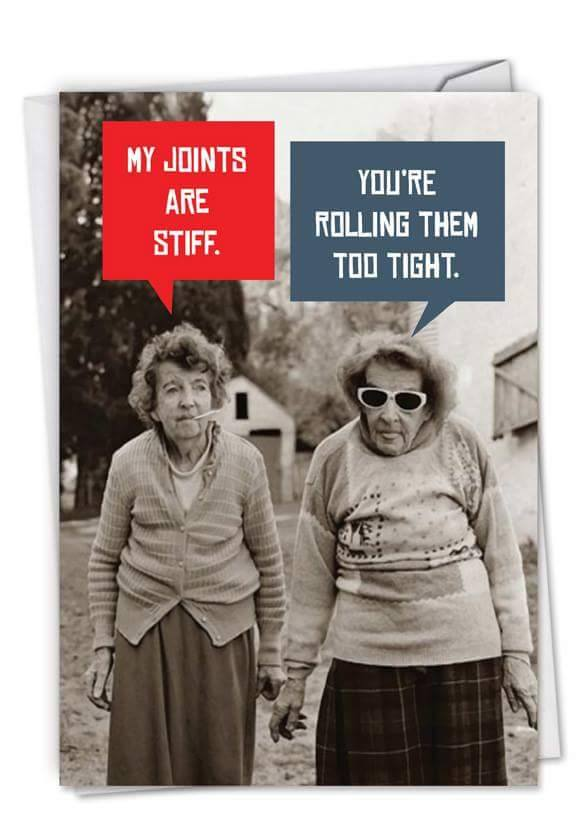 MY JOINTS
ARE
STIFF.
YOU'RE
ROLLING THEM
TOO TIGHT.